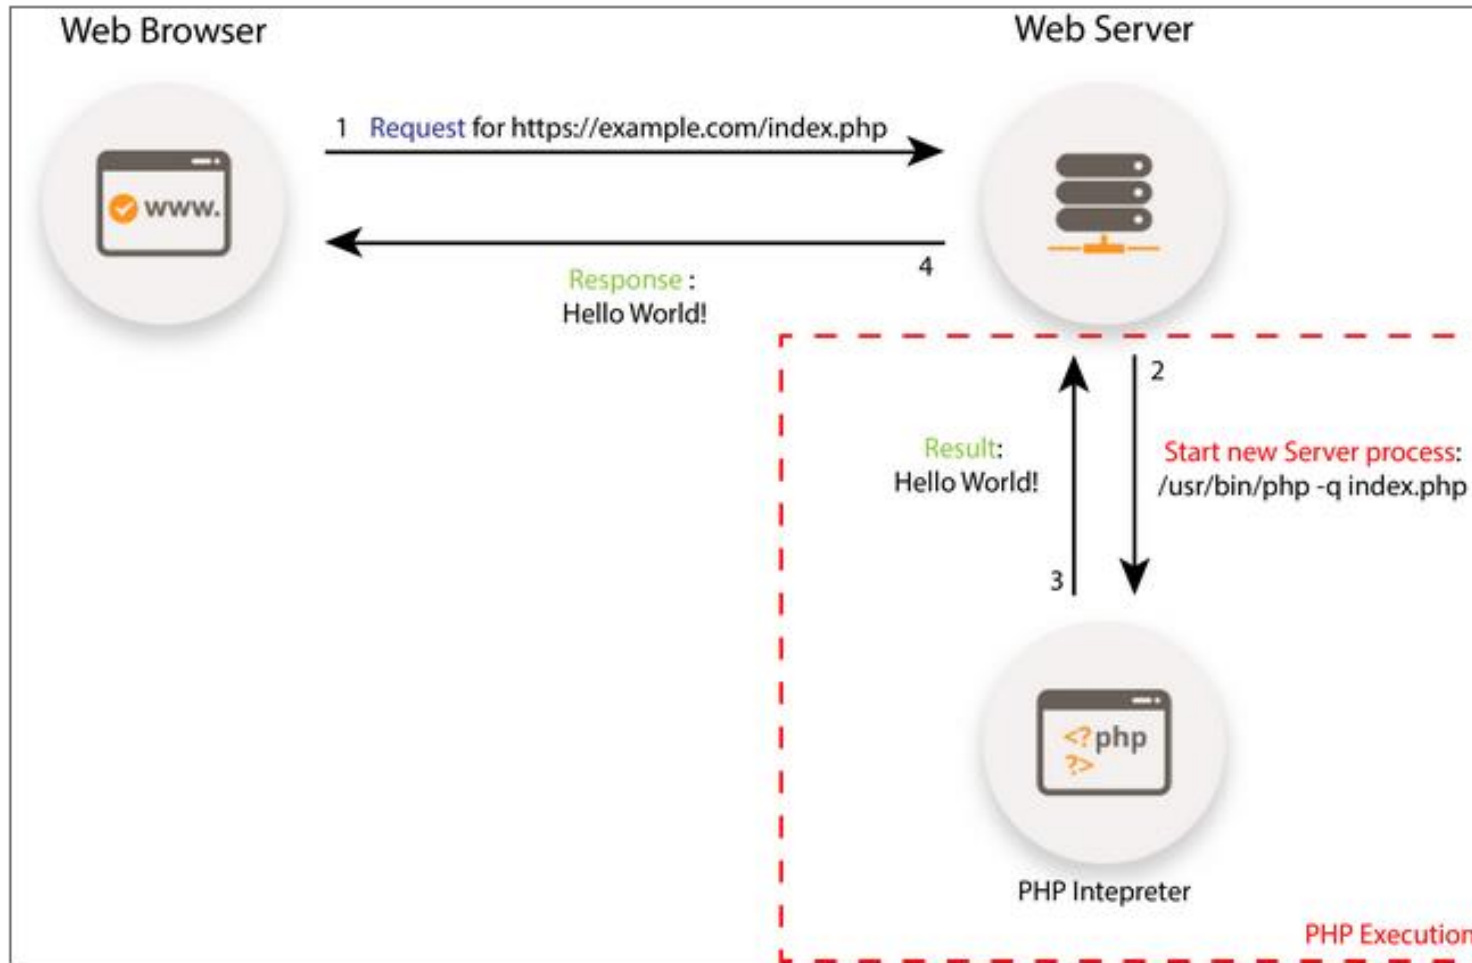 Web Browser
Web Server
1 Request for https://example.com/index.php
www.
4
Response :
Hello World!
2
Result:
Hello World!
Start new Server process:
/usr/bin/php -q index.php
3
<?php
?>
PHP Intepreter
PHP Execution